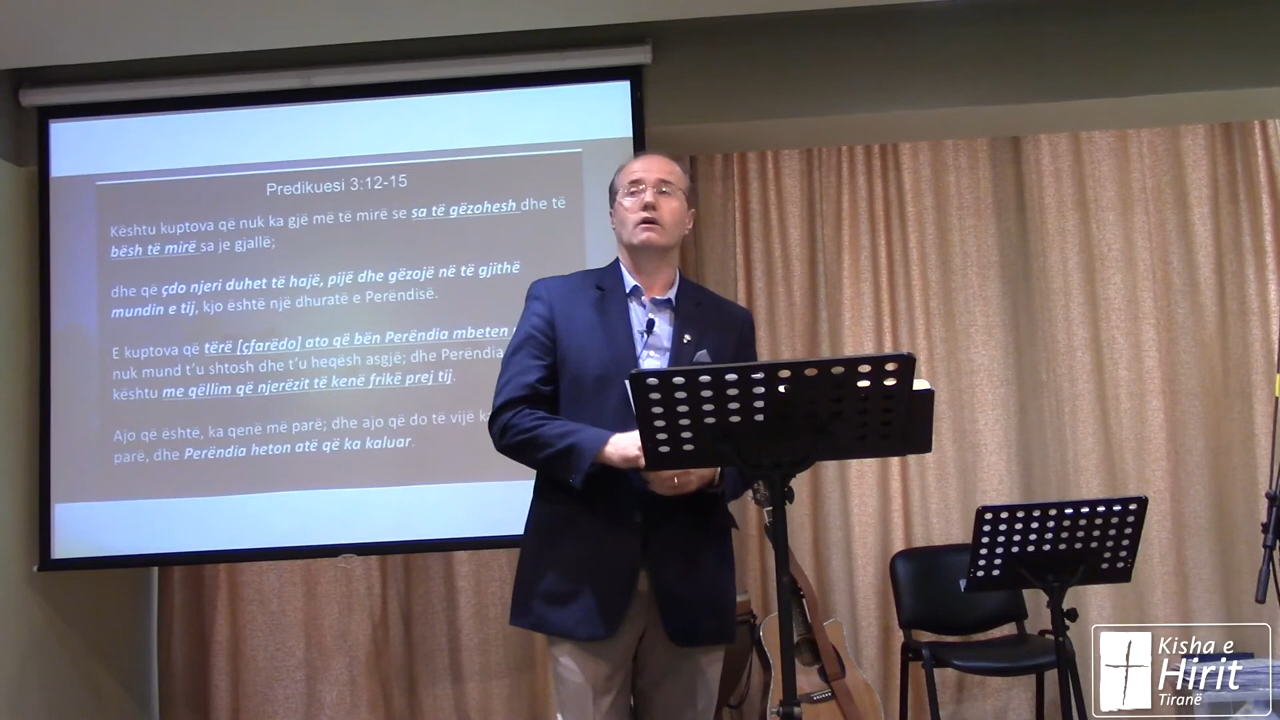 Predikuesi 3:12-15
Kështu kuptova që nuk ka gjë më të mirë se sa të gëzohesh dhe të
bësh të mirë sa je gjallë;
dhe që çdo njeri duhet të hajë, pijë dhe gëzojë në të gjithë
mundin e tij, kjo është një dhuratë e Perëndisë.
E kuptova që tërë [çfarëdo] ato që bën Perëndia mbeten
nuk mund t'u shtosh dhe t'u heqësh asgjë; dhe Perëndia
kështu me qëllim që njerëzit të kenë frikë prej tij.
Ajo që është, ka qenë më parë; dhe ajo që do të vijë
parë, dhe Perëndia heton atë që ka kaluar.
Kisha e
Hirit
Tiranë